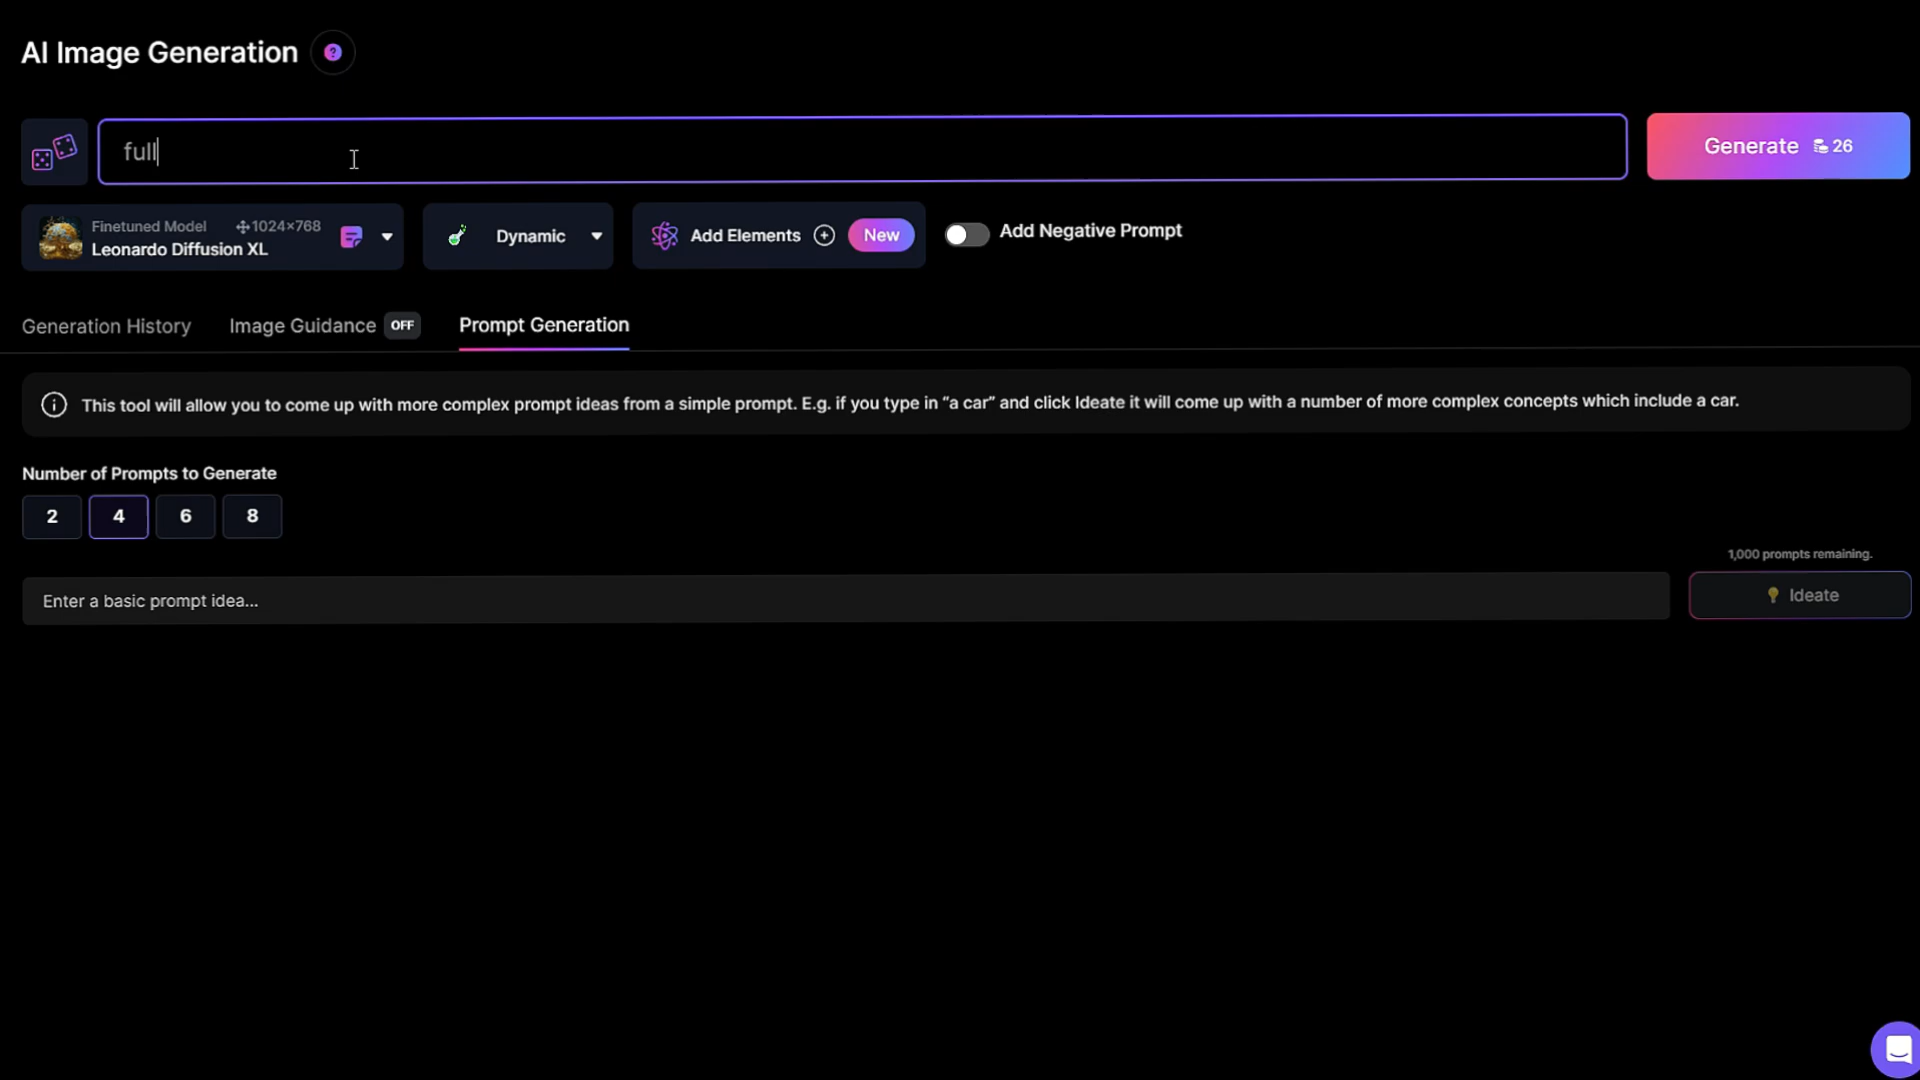 AI Image Generation ?
full
Generate 26
Finetuned Model 1024×768
Leonardo Diffusion XL
Dynamic
Add Elements
New
Add Negative Prompt
Generation History
Image Guidance OFF
Prompt Generation
This tool will allow you to come up with more complex prompt ideas from a simple prompt. E.g. if you type in “a car” and click Ideate it will come up with a number of more complex concepts which include a car.
Number of Prompts to Generate
2 4 6 8
1,000 prompts remaining.
Enter a basic prompt idea...
Ideate